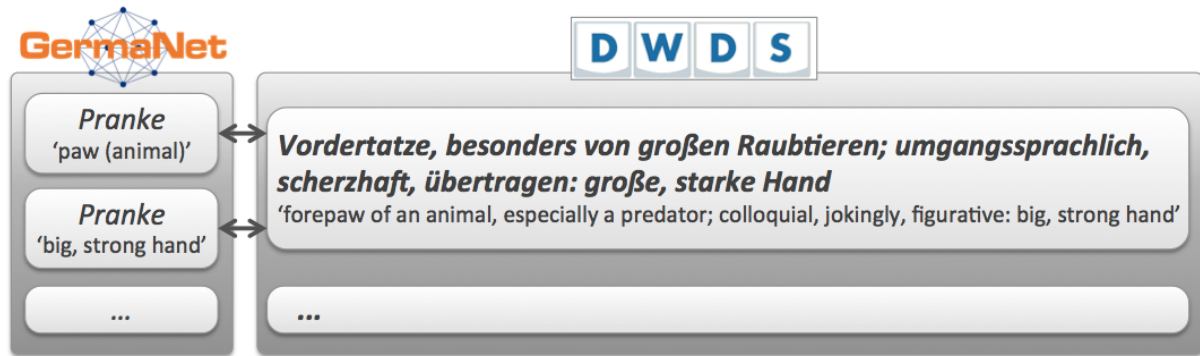 GermaNet
DWDS
Pranke
‘paw (animal)’
Pranke
‘big, strong hand’
...
Vordertatze, besonders von großen Raubtieren; umgangssprachlich,
scherzhaft, übertragen: große, starke Hand
‘forepaw of an animal, especially a predator; colloquial, jokingly, figurative: big, strong hand’
...